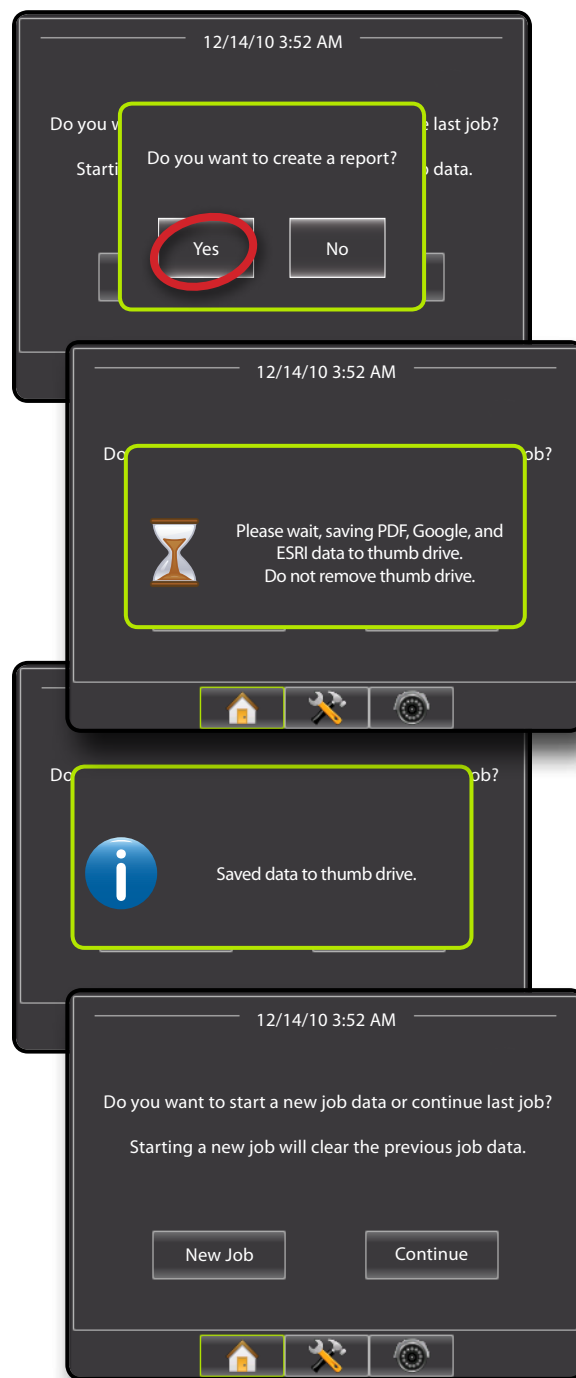 12/14/10 3:52 AM
Do you
last job?
Starti
data.
Do you want to create a report?
Yes
No
12/14/10 3:52 AM
Do
ob?
Please wait, saving PDF, Google, and
ESRI data to thumb drive.
Do not remove thumb drive.
Do
ob?
Saved data to thumb drive.
12/14/10 3:52 AM
Do you want to start a new job data or continue last job?
Starting a new job will clear the previous job data.
New Job
Continue